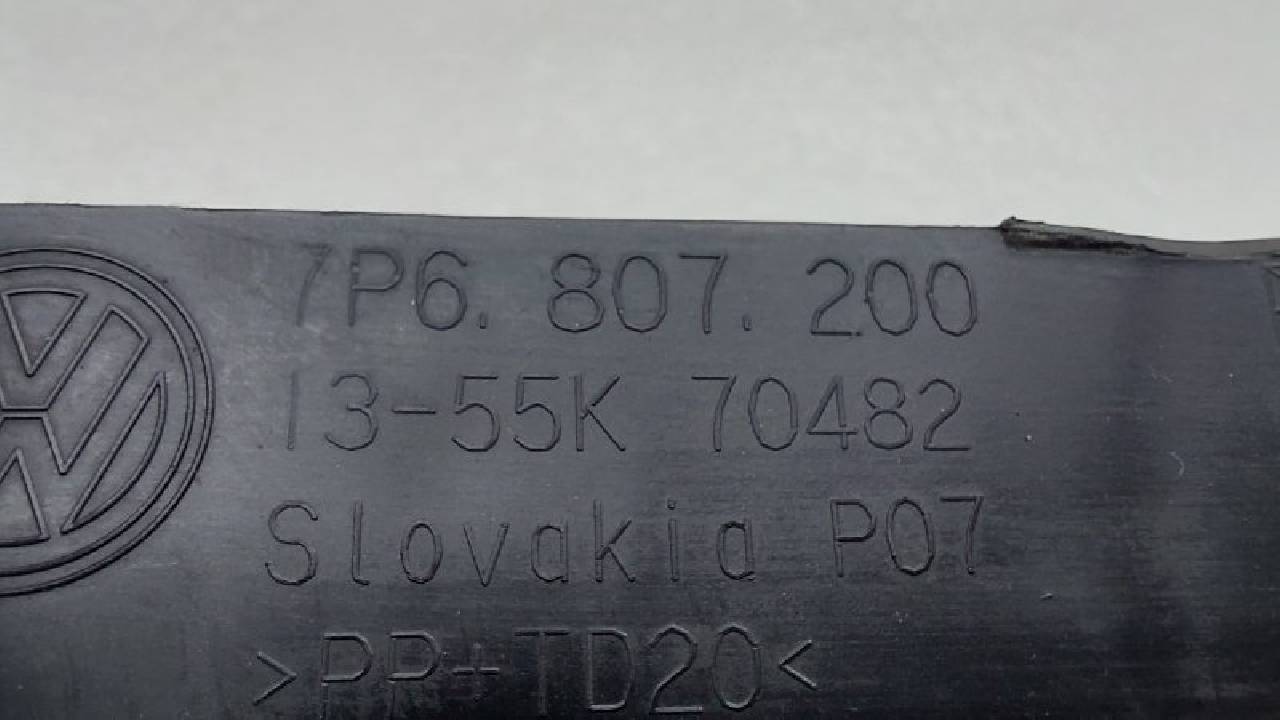 7P6. 807. 200
13-55K 70482
Slovakia P07
>PP+TD20<